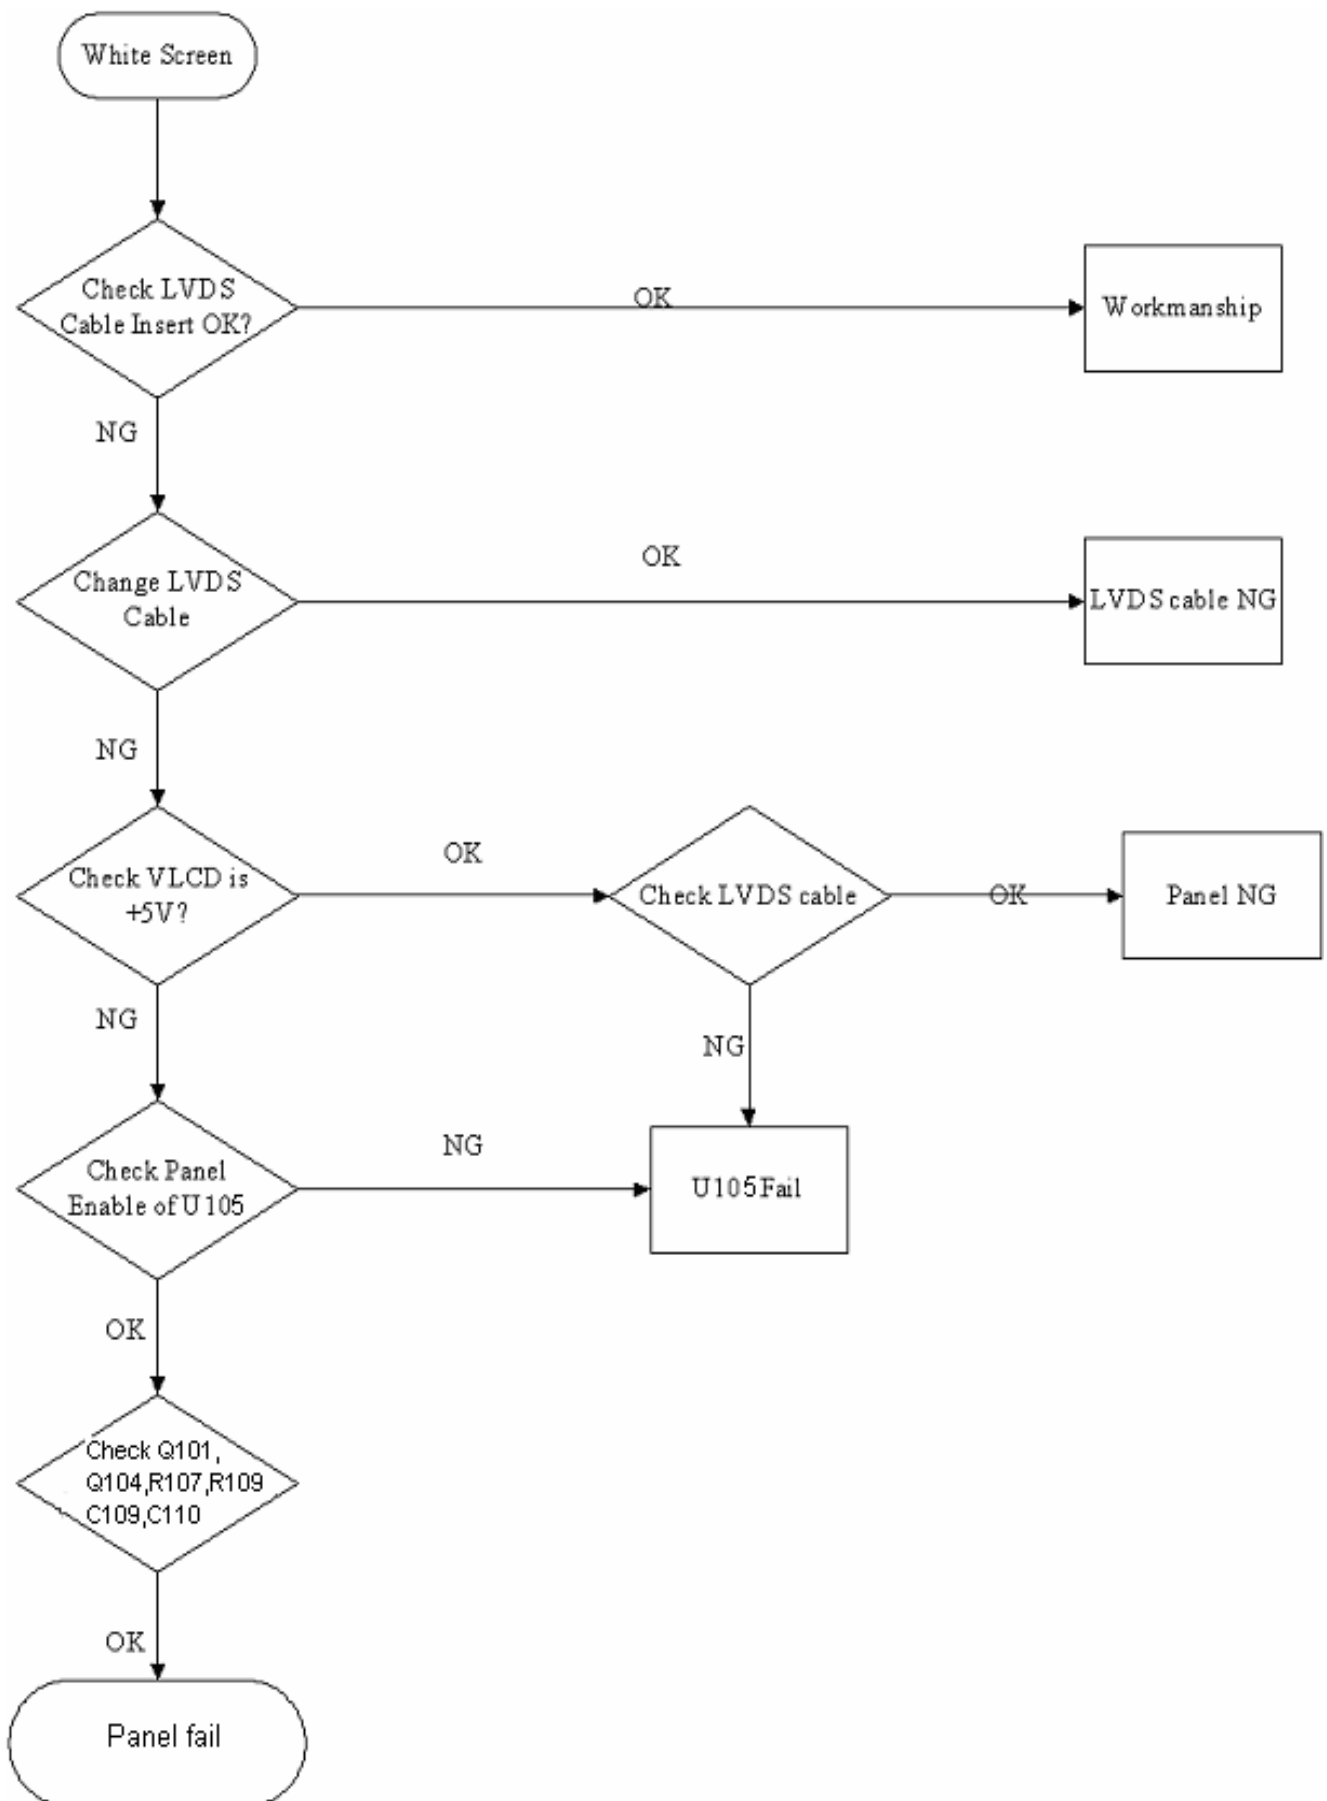 White Screen
Check LVDS
Cable Insert OK?
OK
Workmanship
NG
Change LVDS
Cable
OK
LVDS cable NG
NG
Check VLCD is
+5V?
OK
Check LVDS cable
OK
Panel NG
NG
NG
Check Panel
Enable of U105
NG
U105Fail
OK
Check Q101,
Q104,R107,R109
C109,C110
OK
Panel fail